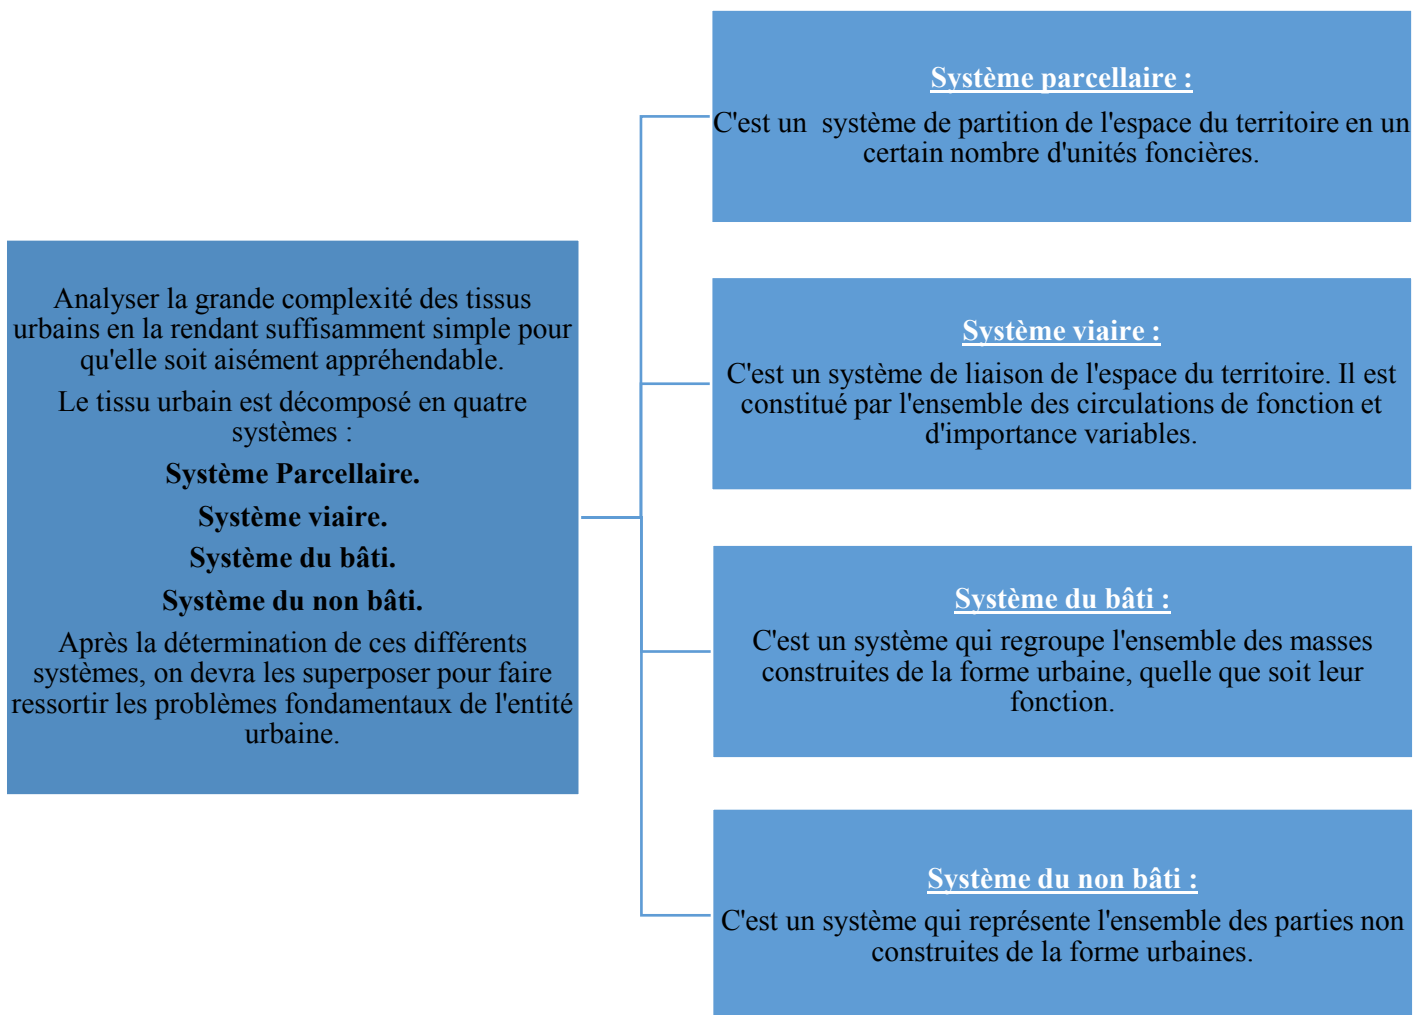 Analyser la grande complexité des tissus
urbains en la rendant suffisamment simple pour
qu'elle soit aisément appréhendable.
Le tissu urbain est décomposé en quatre
systèmes :
Système Parcellaire.
Système viaire.
Système du bâti.
Système du non bâti.
Après la détermination de ces différents
systèmes, on devra les superposer pour faire
ressortir les problèmes fondamentaux de l'entité
urbaine.
Système parcellaire :
C'est un  système de partition de l'espace du territoire en un
certain nombre d'unités foncières.
Système viaire :
C'est un système de liaison de l'espace du territoire. Il est
constitué par l'ensemble des circulations de fonction et
d'importance variables.
Système du bâti :
C'est un système qui regroupe l'ensemble des masses
construites de la forme urbaine, quelle que soit leur
fonction.
Système du non bâti :
C'est un système qui représente l'ensemble des parties non
construites de la forme urbaines.